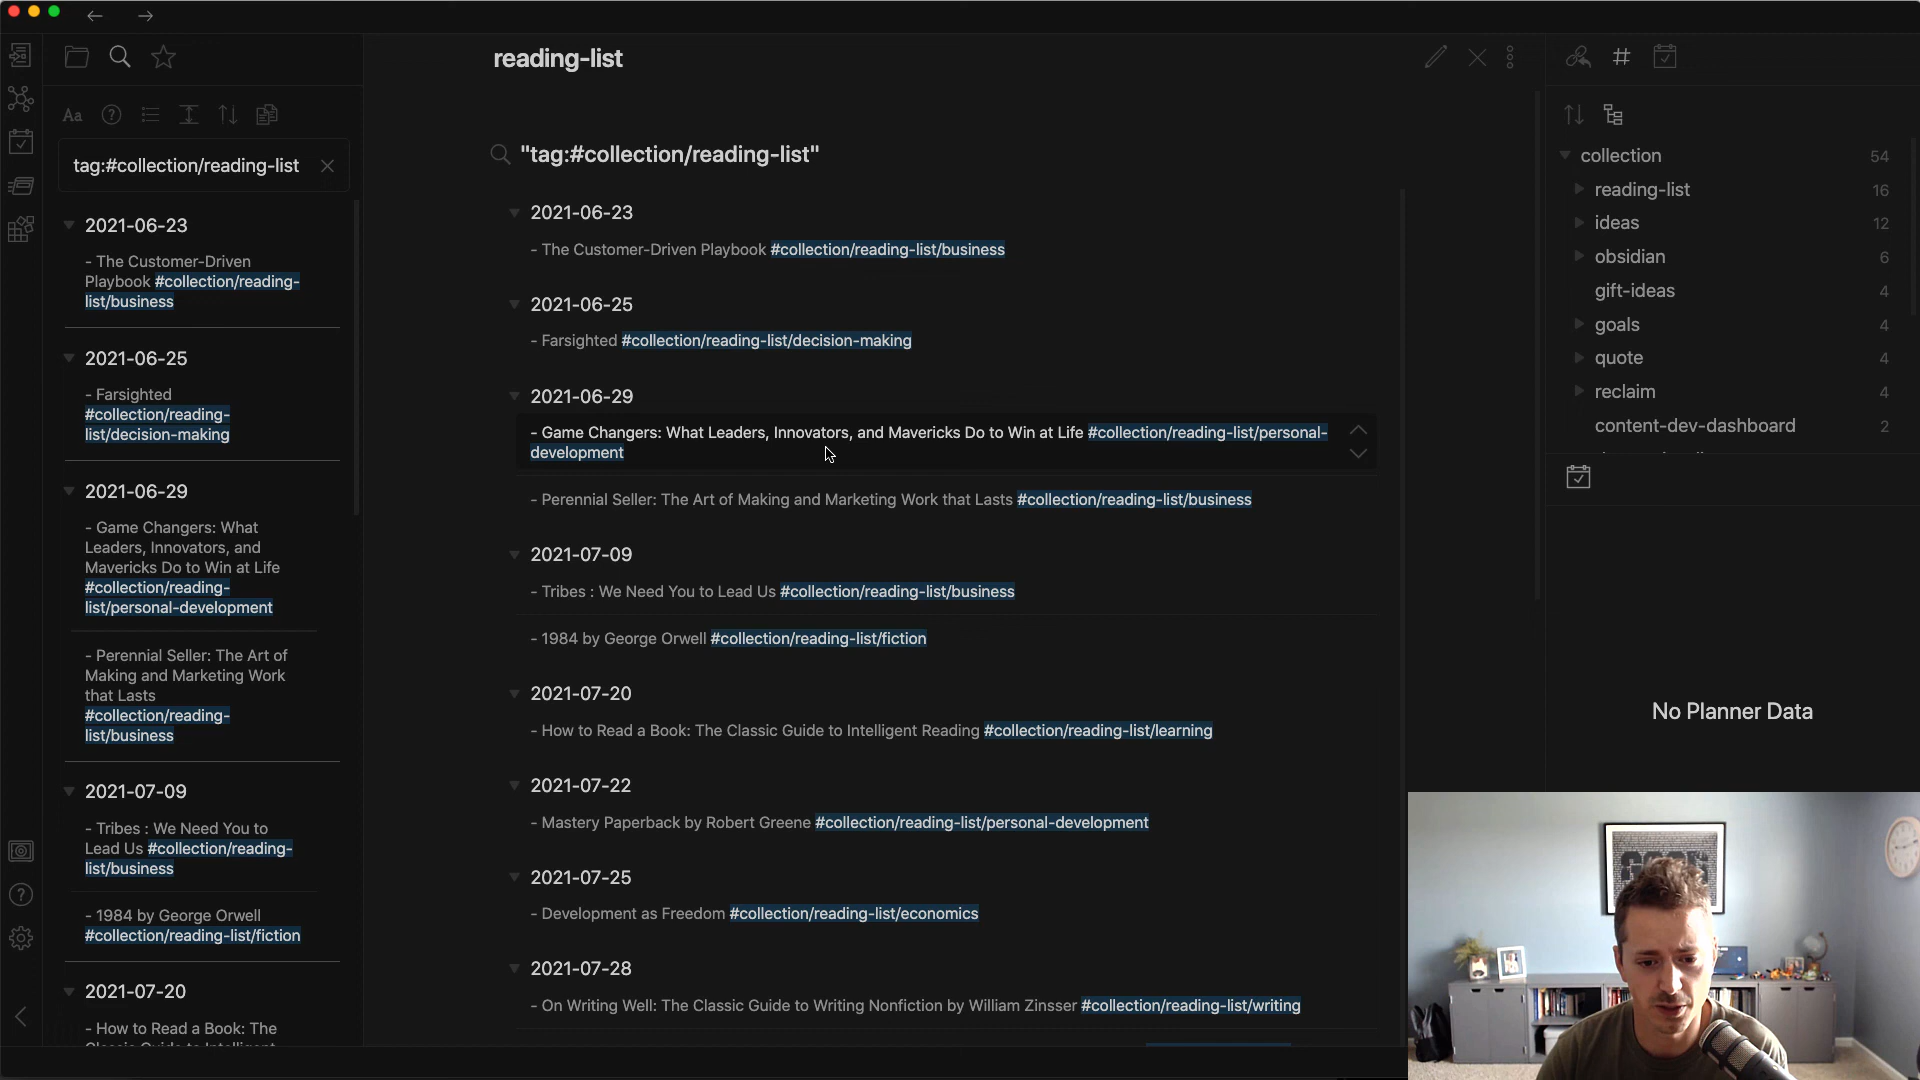 reading-list
Aa
tag:#collection/reading-list
2021-06-23
- The Customer-Driven
Playbook #collection/reading-
list/business
2021-06-25
- Farsighted
#collection/reading-
list/decision-making
2021-06-29
- Game Changers: What
Leaders, Innovators, and
Mavericks Do to Win at Life
#collection/reading-
list/personal-development
- Perennial Seller: The Art of
Making and Marketing Work
that Lasts
#collection/reading-
list/business
2021-07-09
- Tribes : We Need You to
Lead Us #collection/reading-
list/business
- 1984 by George Orwell
#collection/reading-list/fiction
2021-07-20
- How to Read a Book: The
"tag:#collection/reading-list"
2021-06-23
- The Customer-Driven Playbook #collection/reading-list/business
2021-06-25
- Farsighted #collection/reading-list/decision-making
2021-06-29
- Game Changers: What Leaders, Innovators, and Mavericks Do to Win at Life #collection/reading-list/personal-
development
- Perennial Seller: The Art of Making and Marketing Work that Lasts #collection/reading-list/business
2021-07-09
- Tribes : We Need You to Lead Us #collection/reading-list/business
- 1984 by George Orwell #collection/reading-list/fiction
2021-07-20
- How to Read a Book: The Classic Guide to Intelligent Reading #collection/reading-list/learning
2021-07-22
- Mastery Paperback by Robert Greene #collection/reading-list/personal-development
2021-07-25
- Development as Freedom #collection/reading-list/economics
2021-07-28
- On Writing Well: The Classic Guide to Writing Nonfiction by William Zinsser #collection/reading-list/writing
#
collection 54
reading-list 16
ideas 12
obsidian 6
gift-ideas 4
goals 4
quote 4
reclaim 4
content-dev-dashboard 2
No Planner Data